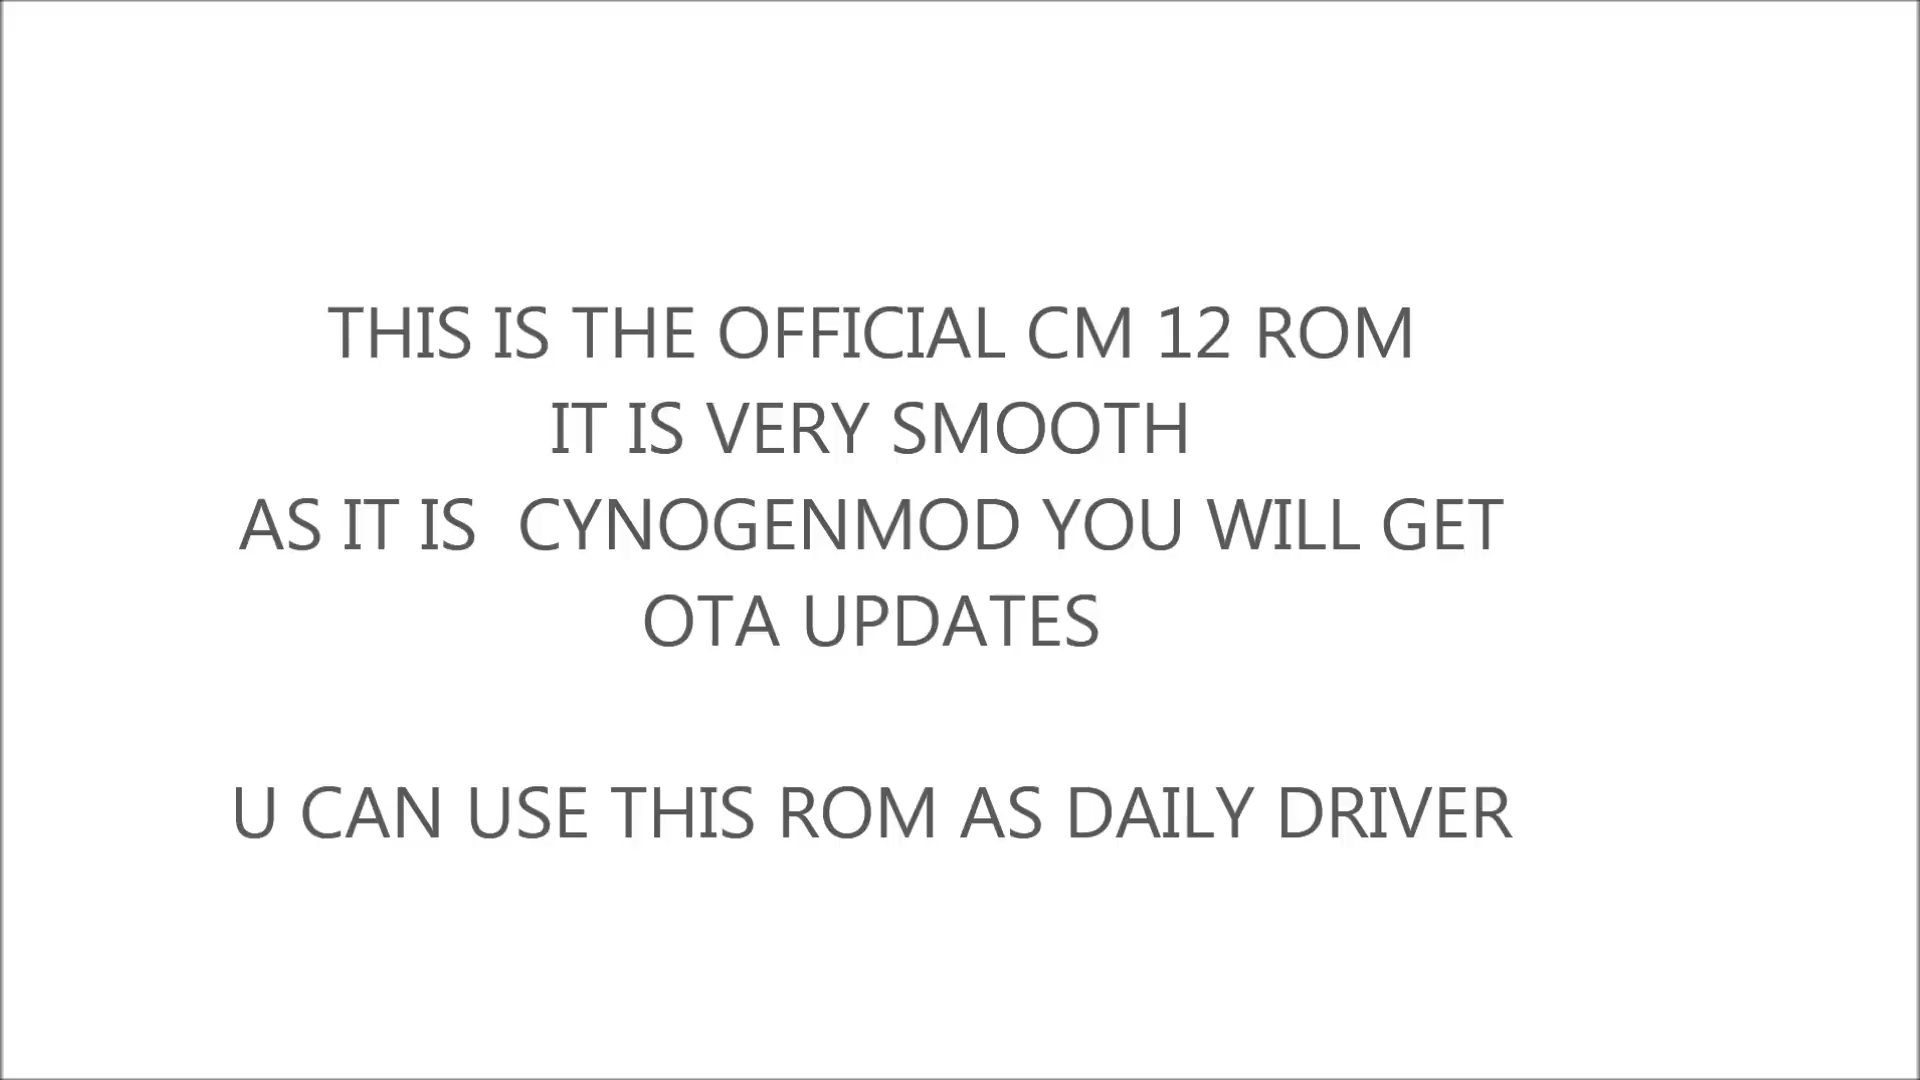 THIS IS THE OFFICIAL CM 12 ROM
IT IS VERY SMOOTH
AS IT IS  CYNOGENMOD YOU WILL GET
OTA UPDATES
U CAN USE THIS ROM AS DAILY DRIVER